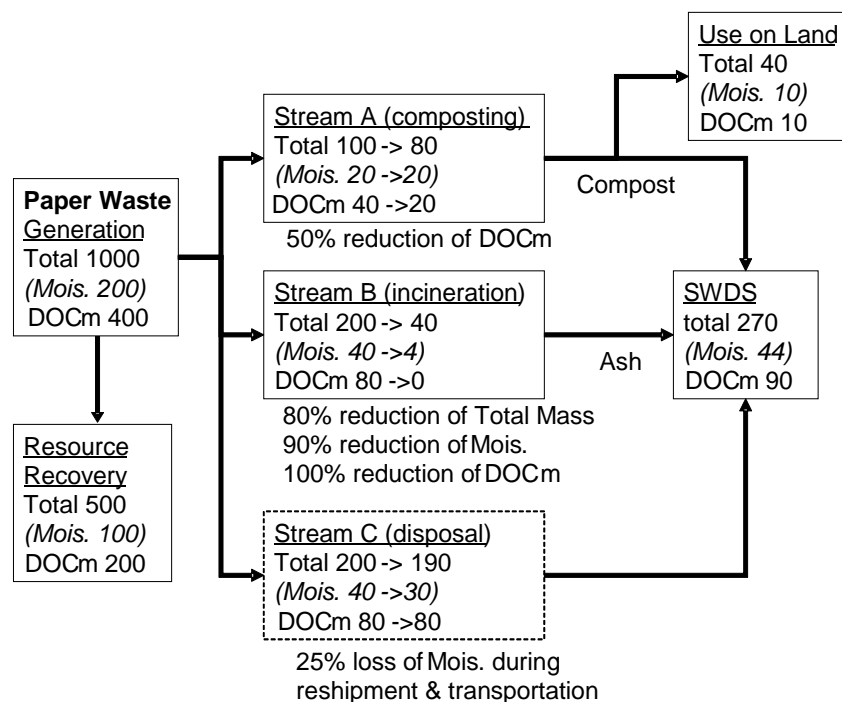 Paper Waste
Generation
Total 1000
(Mois. 200)
DOCm 400
Resource
Recovery
Total 500
(Mois. 100)
DOCm 200
Stream A (composting)
Total 100 -> 80
(Mois. 20 ->20)
DOCm 40 ->20
50% reduction of DOCm
Stream B (incineration)
Total 200 -> 40
(Mois. 40 ->4)
DOCm 80 ->0
80% reduction of Total Mass
90% reduction of Mois.
100% reduction of DOCm
Stream C (disposal)
Total 200 -> 190
(Mois. 40 ->30)
DOCm 80 ->80
25% loss of Mois. during
reshipment & transportation
Compost
Ash
Use on Land
Total 40
(Mois. 10)
DOCm 10
SWDS
total 270
(Mois. 44)
DOCm 90